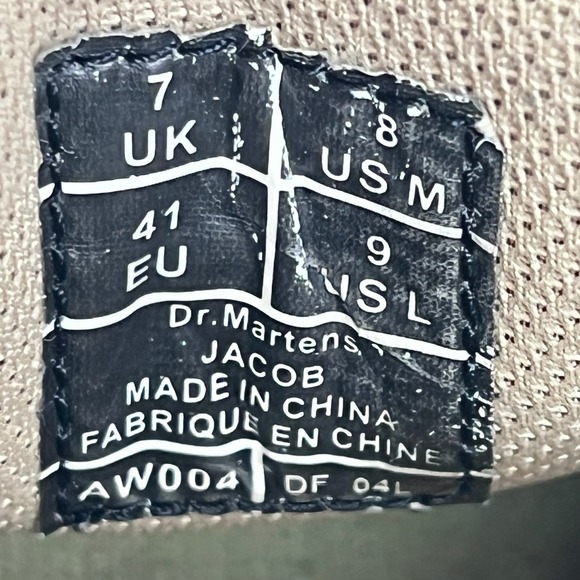 7
UK
8
US M
41
EU
9
US L
Dr.Martens
JACOB
MADE IN CHINA
FABRIQUE EN CHINE
AW004
DF 04L